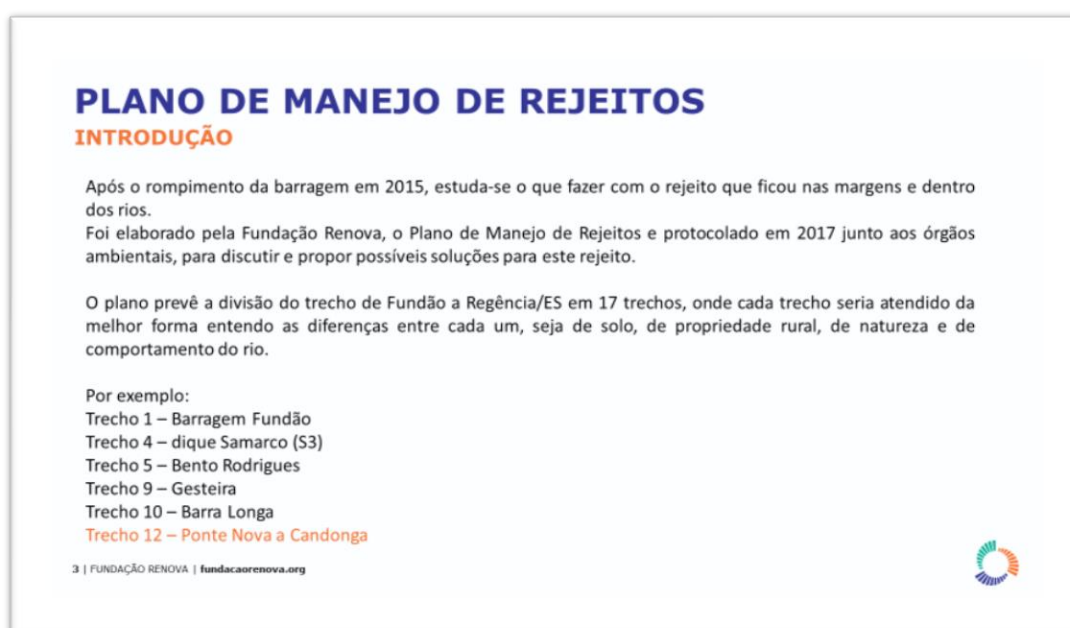 PLANO DE MANEJO DE REJEITOS
INTRODUÇÃO
Após o rompimento da barragem em 2015, estuda-se o que fazer com o rejeito que ficou nas margens e dentro
dos rios.
Foi elaborado pela Fundação Renova, o Plano de Manejo de Rejeitos e protocolado em 2017 junto aos órgãos
ambientais, para discutir e propor possíveis soluções para este rejeito.
O plano prevê a divisão do trecho de Fundão a Regência/ES em 17 trechos, onde cada trecho seria atendido da
melhor forma entendo as diferenças entre cada um, seja de solo, de propriedade rural, de natureza e de
comportamento do rio.
Por exemplo:
Trecho 1 – Barragem Fundão
Trecho 4 – dique Samarco (S3)
Trecho 5 – Bento Rodrigues
Trecho 9 – Gesteira
Trecho 10 – Barra Longa
Trecho 12 – Ponte Nova a Candonga
3 | FUNDAÇÃO RENOVA | fundacaorenova.org